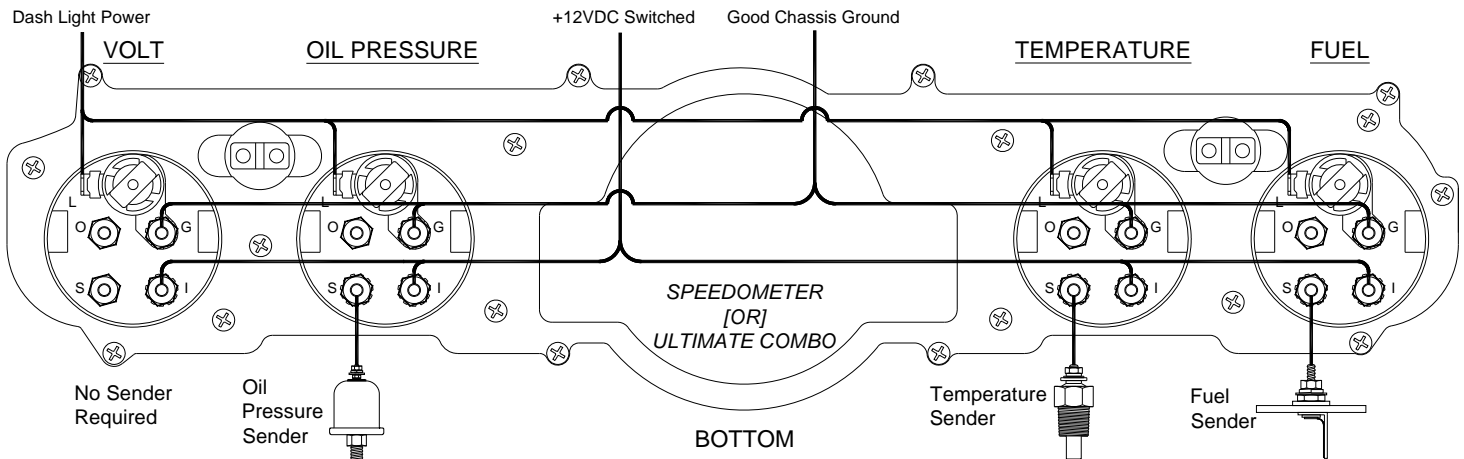 Dash Light Power
+12VDC Switched
Good Chassis Ground
VOLT
OIL PRESSURE
TEMPERATURE
FUEL
L
O
G
S
I
L
O
G
S
I
L
O
G
S
I
L
O
G
S
I
SPEEDOMETER
[OR]
ULTIMATE COMBO
No Sender
Required
Oil
Pressure
Sender
Temperature
Sender
Fuel
Sender
BOTTOM